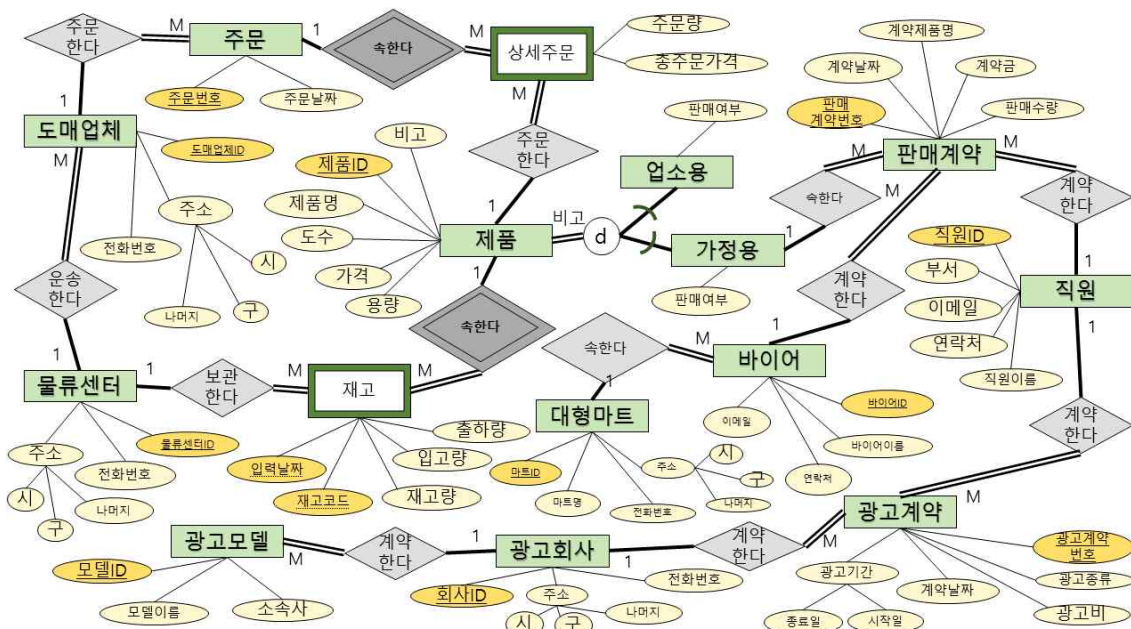 주문
한다
M
주문
1
속한다
M
상세주문
주문량
총주문가격
계약제품명
계약날짜
계약금
판매
계약번호
판매수량
주문번호
주문날짜
M
1
도매업체
M
도매업체ID
주소
전화번호
시
구
나머지
비고
제품ID
제품명
도수
가격
용량
주문
한다
1
제품
1
비고
d
판매여부
업소용
가정용
1
판매여부
속한다
M
판매계약
M
M
계약
한다
1
직원ID
부서
이메일
연락처
직원이름
직원
1
운송
한다
1
물류센터
1
보관
한다
M
재고
M
속한다
속한다
M
1
바이어
1
계약
한다
대형마트
계약
한다
M
주소
물류센터ID
전화번호
시
구
나머지
입력날짜
재고코드
출하량
입고량
재고량
마트ID
마트명
주소
시
구
나머지
전화번호
이메일
바이어ID
바이어이름
연락처
광고모델
M
계약
한다
1
광고회사
1
계약
한다
M
광고계약
모델ID
모델이름
소속사
회사ID
주소
시
구
나머지
전화번호
광고기간
종료일
시작일
계약날짜
광고계약
번호
광고종류
광고비